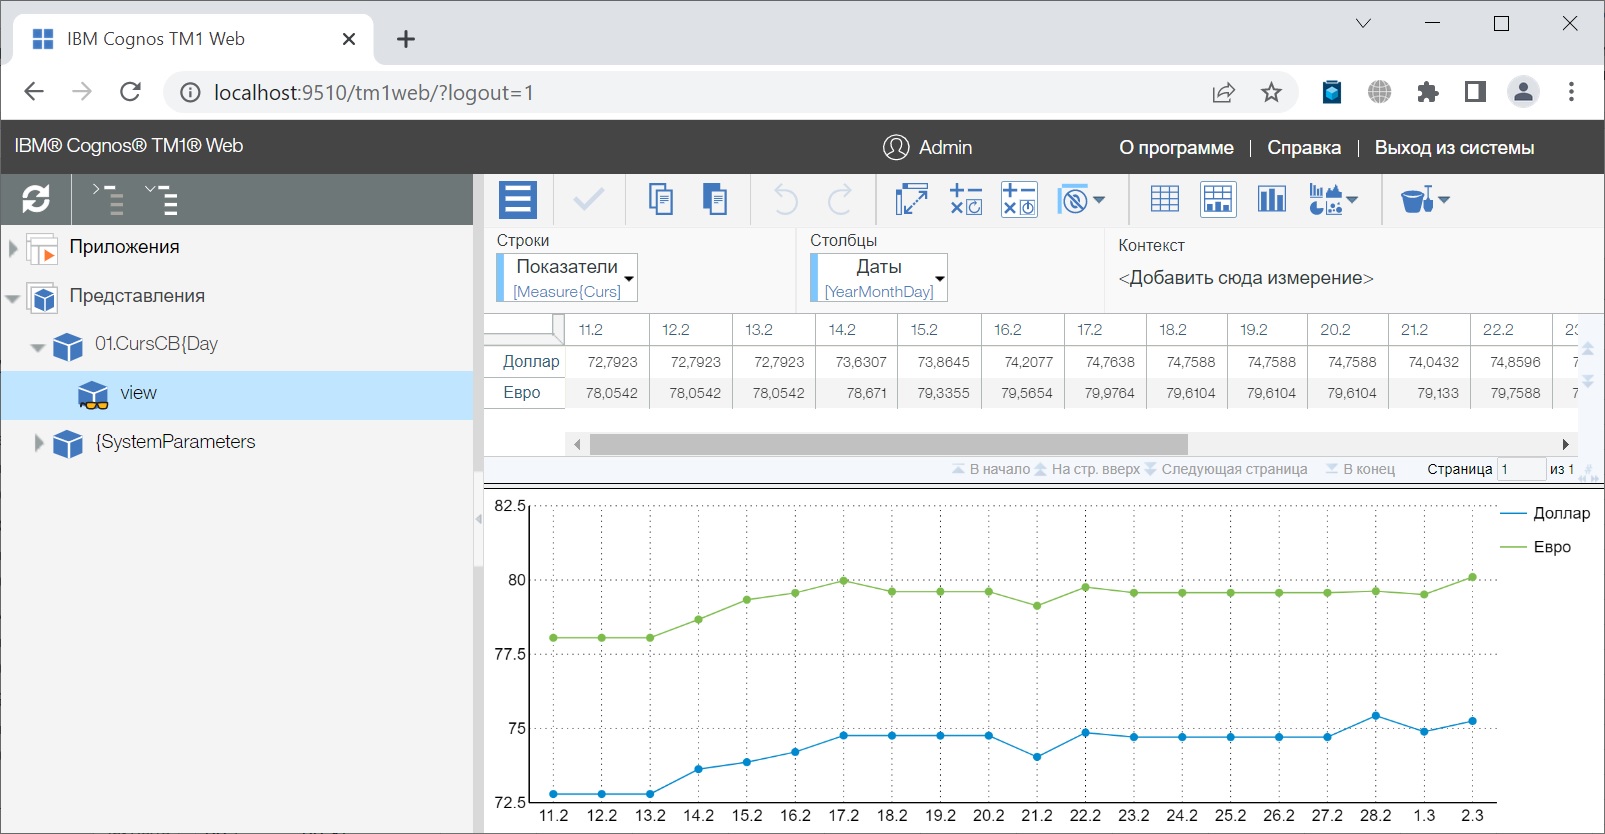 IBM Cognos TM1 Web
localhost:9510/tm1web/?logout=1
IBM® Cognos® TM1® Web
Admin
О программе
Справка
Выход из системы
Приложения
Представления
01.CursCB{Day
view
{SystemParameters
Строки
Показатели
[Measure{Curs]
Столбцы
Даты
[YearMonthDay]
Контекст
<Добавить сюда измерение>
11.2 12.2 13.2 14.2 15.2 16.2 17.2 18.2 19.2 20.2 21.2 22.2
Доллар 72,7923 72,7923 72,7923 73,6307 73,8645 74,2077 74,7638 74,7588 74,7588 74,7588 74,0432 74,8596
Евро 78,0542 78,0542 78,0542 78,671 79,3355 79,5654 79,9764 79,6104 79,6104 79,6104 79,133 79,7588
В начало На стр. вверх Следующая страница В конец Страница 1 из 1
82.5
80
77.5
75
72.5
11.2 12.2 13.2 14.2 15.2 16.2 17.2 18.2 19.2 20.2 21.2 22.2 23.2 24.2 25.2 26.2 27.2 28.2 1.3 2.3
Доллар
Евро